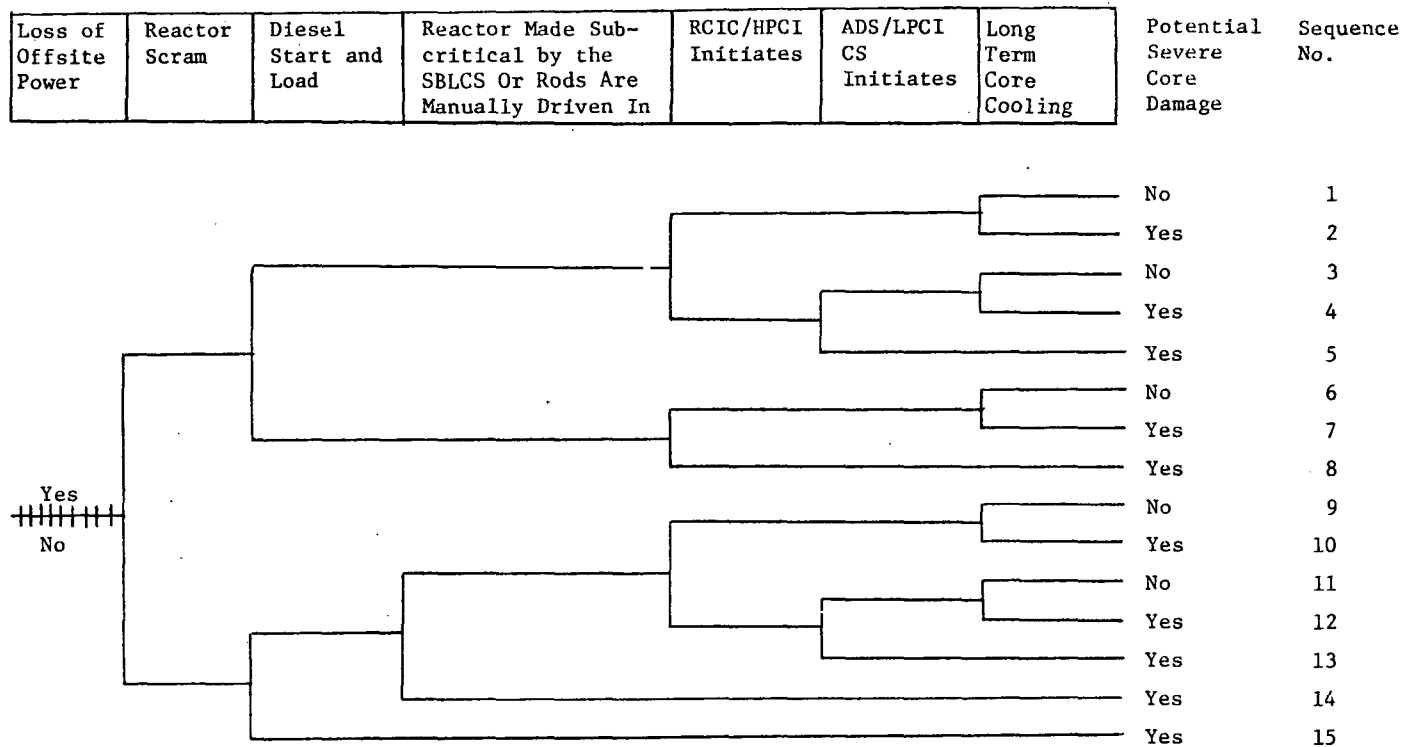 Loss of Offsite Power
Reactor Scram
Diesel Start and Load
Reactor Made Sub-critical by the SBLCS Or Rods Are Manually Driven In
RCIC/HPCI Initiates
ADS/LPCI CS Initiates
Long Term Core Cooling
Potential Severe Core Damage
Sequence No.
No 1
Yes 2
No 3
Yes 4
Yes 5
No 6
Yes 7
Yes 8
Yes
No
No 9
Yes 10
No 11
Yes 12
Yes 13
Yes 14
Yes 15